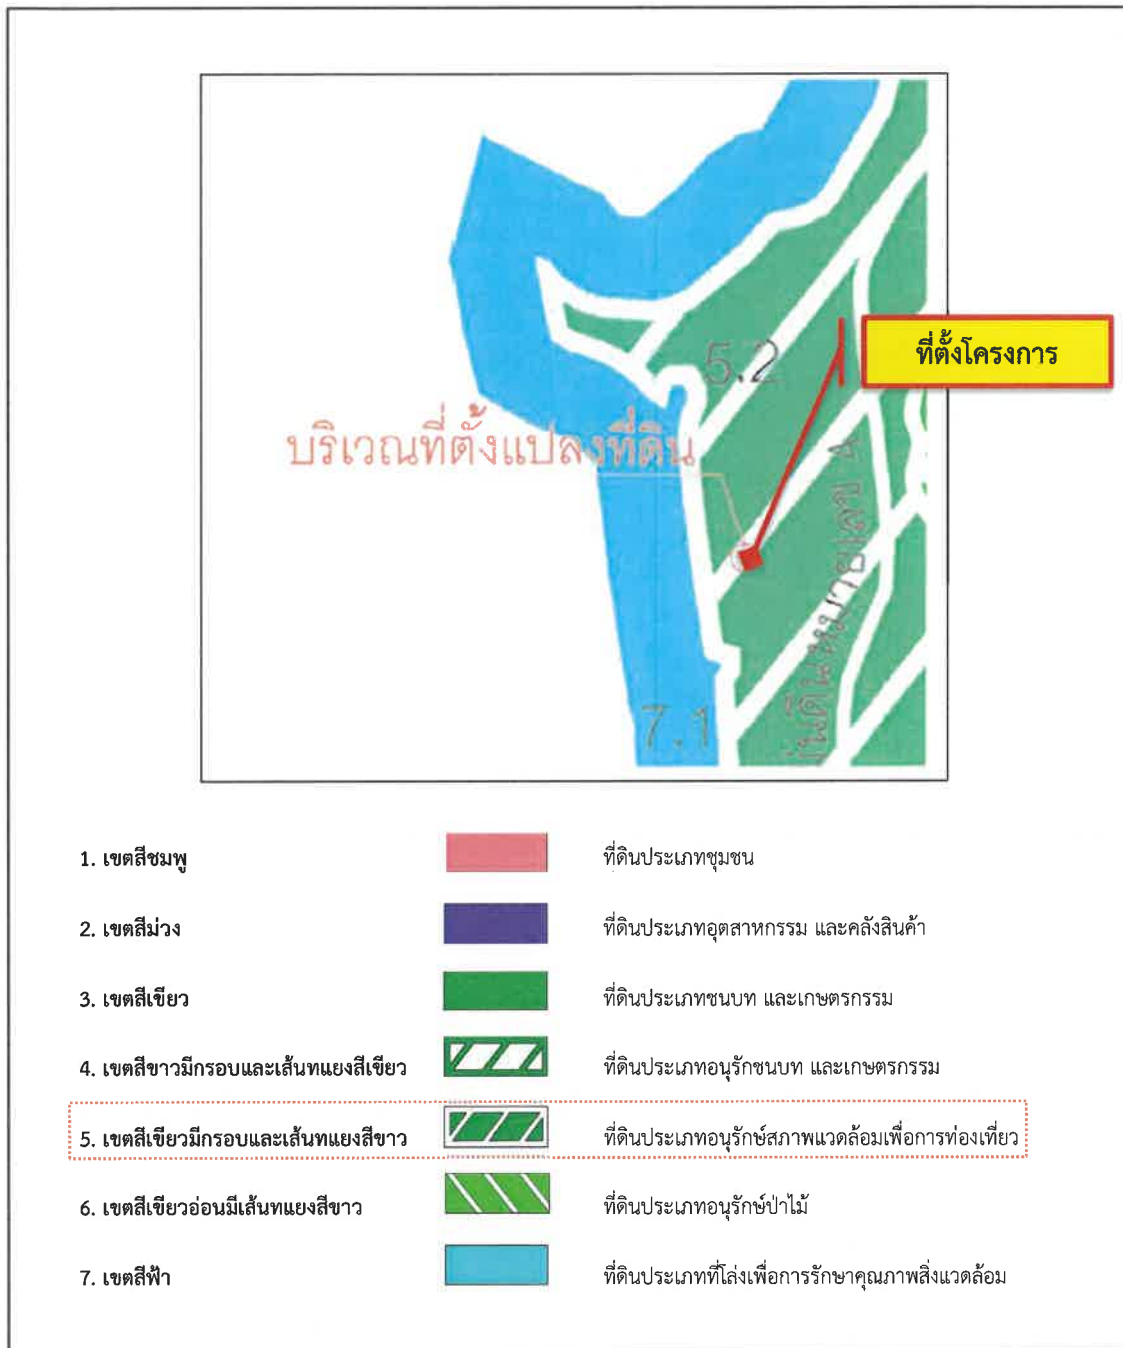 5.2
ที่ตั้งโครงการ
บริเวณที่ตั้งแปลงที่ดิน
นดินหมายเลข 4
7.1
1. เขตสีชมพู ที่ดินประเภทชุมชน
2. เขตสีม่วง ที่ดินประเภทอุตสาหกรรม และคลังสินค้า
3. เขตสีเขียว ที่ดินประเภทชนบท และเกษตรกรรม
4. เขตสีขาวมีกรอบและเส้นทแยงสีเขียว ที่ดินประเภทอนุรักชนบท และเกษตรกรรม
5. เขตสีเขียวมีกรอบและเส้นทแยงสีขาว ที่ดินประเภทอนุรักษ์สภาพแวดล้อมเพื่อการท่องเที่ยว
6. เขตสีเขียวอ่อนมีเส้นทแยงสีขาว ที่ดินประเภทอนุรักษ์ป่าไม้
7. เขตสีฟ้า ที่ดินประเภทที่โล่งเพื่อการรักษาคุณภาพสิ่งแวดล้อม